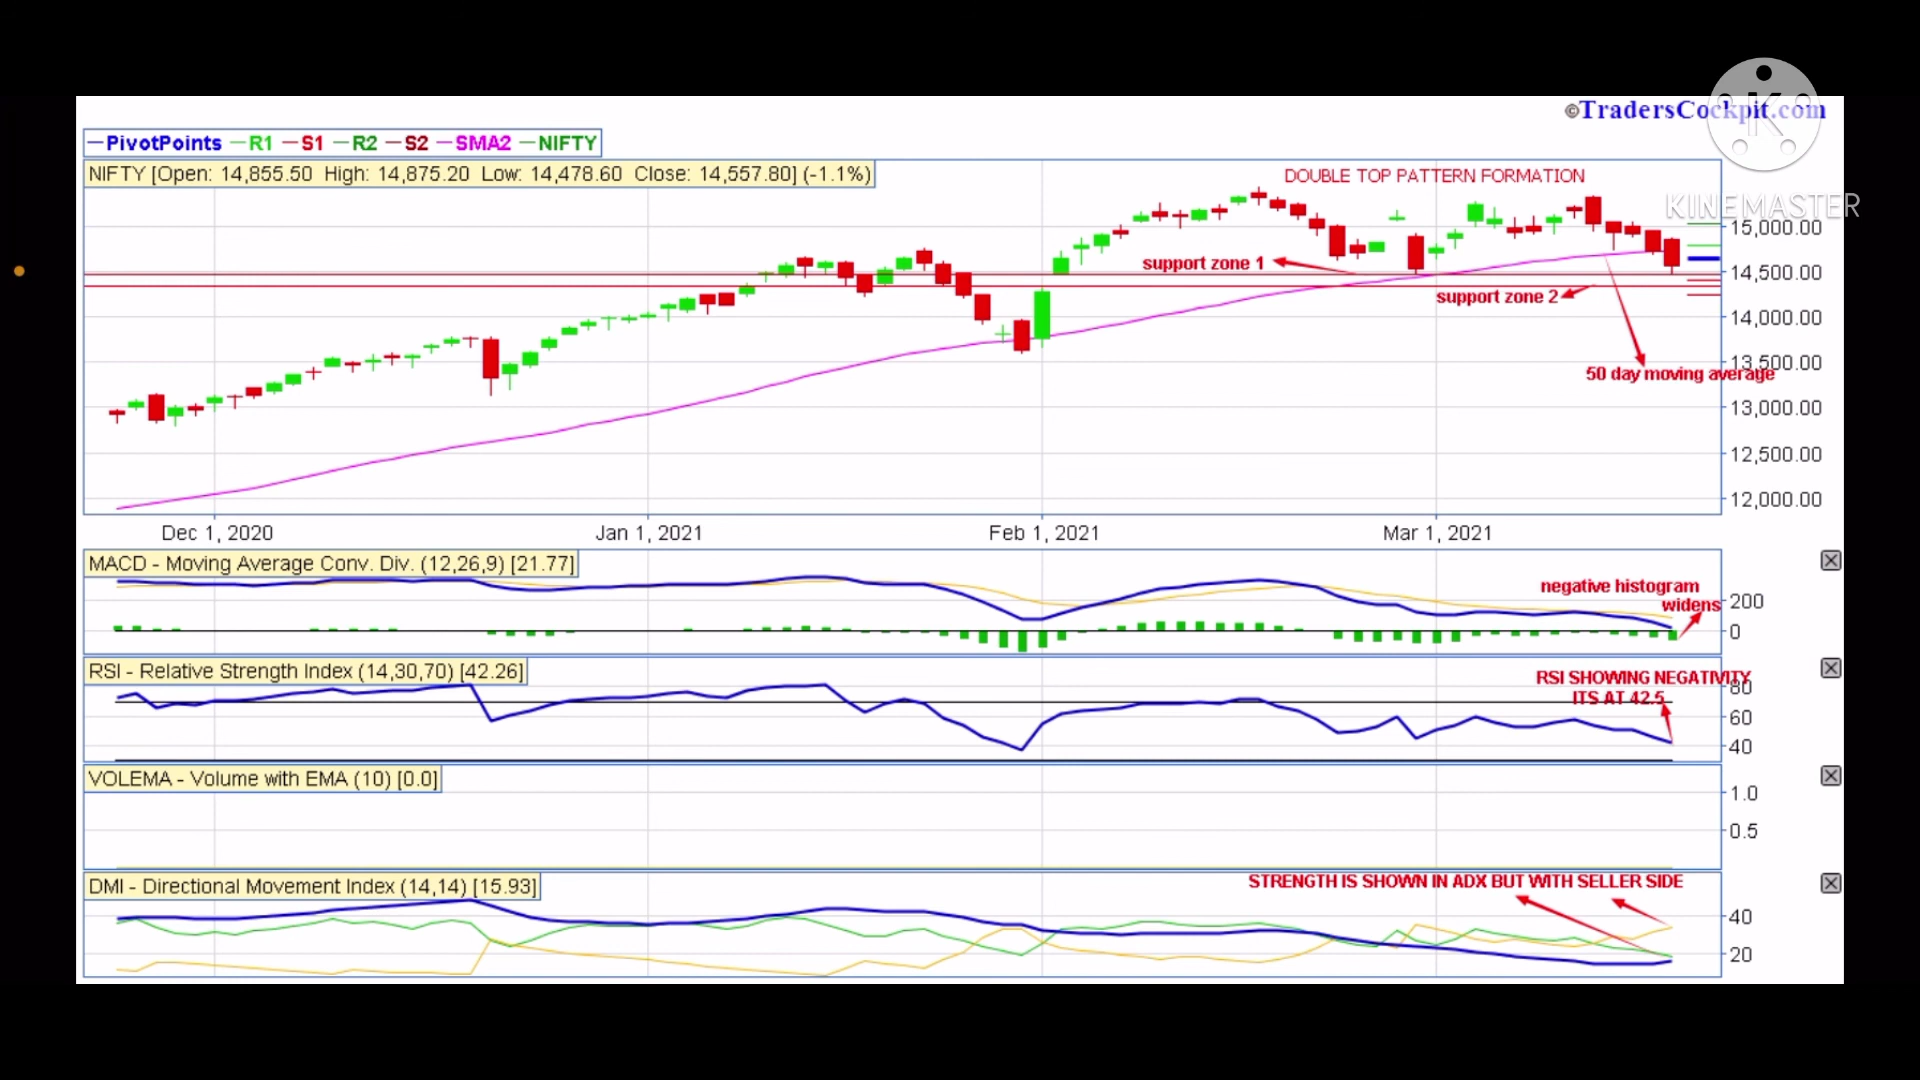 ©TradersCockpit.com
KINEMASTER
PivotPoints R1 S1 R2 S2 SMA2 NIFTY
NIFTY [Open: 14,855.50 High: 14,875.20 Low: 14,478.60 Close: 14,557.80] (-1.1%)
DOUBLE TOP PATTERN FORMATION
15,000.00
support zone 1
14,500.00
support zone 2
14,000.00
13,500.00
50 day moving average
13,000.00
12,500.00
12,000.00
Dec 1, 2020 Jan 1, 2021 Feb 1, 2021 Mar 1, 2021
MACD - Moving Average Conv. Div. (12,26,9) [21.77]
negative histogram
widens
200
0
RSI - Relative Strength Index (14,30,70) [42.26]
RSI SHOWING NEGATIVITY
80
ITS AT 42.5
60
40
VOLEMA - Volume with EMA (10) [0.0]
1.0
0.5
DMI - Directional Movement Index (14,14) [15.93]
STRENGTH IS SHOWN IN ADX BUT WITH SELLER SIDE
40
20